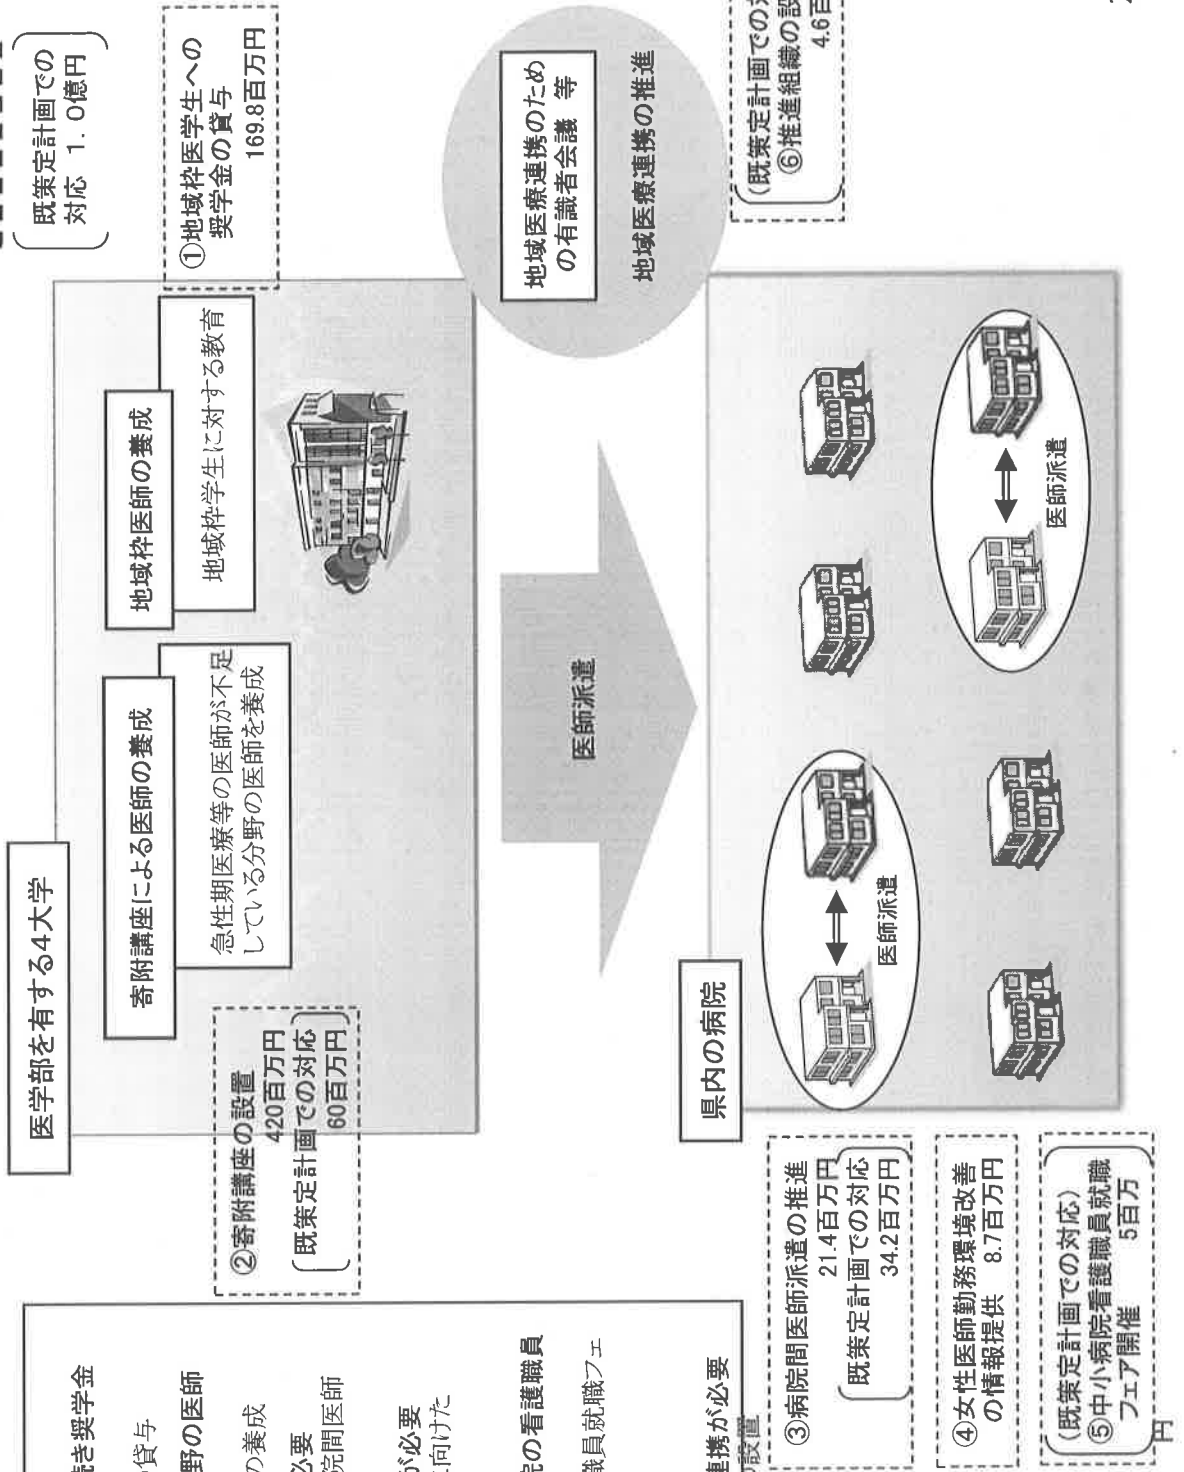 続き奨学金
の貸与
野の医師
の養成
必要
院間医師
が必要
に向けた
院の看護職員
職員就職フェ
連携が必要
の設置
医学部を有する4大学
寄附講座による医師の養成
急性期医療等の医師が不足
している分野の医師を養成
地域枠医師の養成
地域枠学生に対する教育
既策定計画での
対応 1.0億円
①地域枠医学生への
奨学金の貸与
169.8百万円
②寄附講座の設置
420百万円
既策定計画での対応
60百万円
医師派遣
地域医療連携のため
の有識者会議 等
地域医療連携の推進
県内の病院
医師派遣
医師派遣
③病院間医師派遣の推進
21.4百万円
既策定計画での対応
34.2百万円
④女性医師勤務環境改善
の情報提供 8.7百万円
(既策定計画での対応)
⑤中小病院看護職員就職
フェア開催 5百万
円
(既策定計画での対
⑥推進組織の設
4.6百